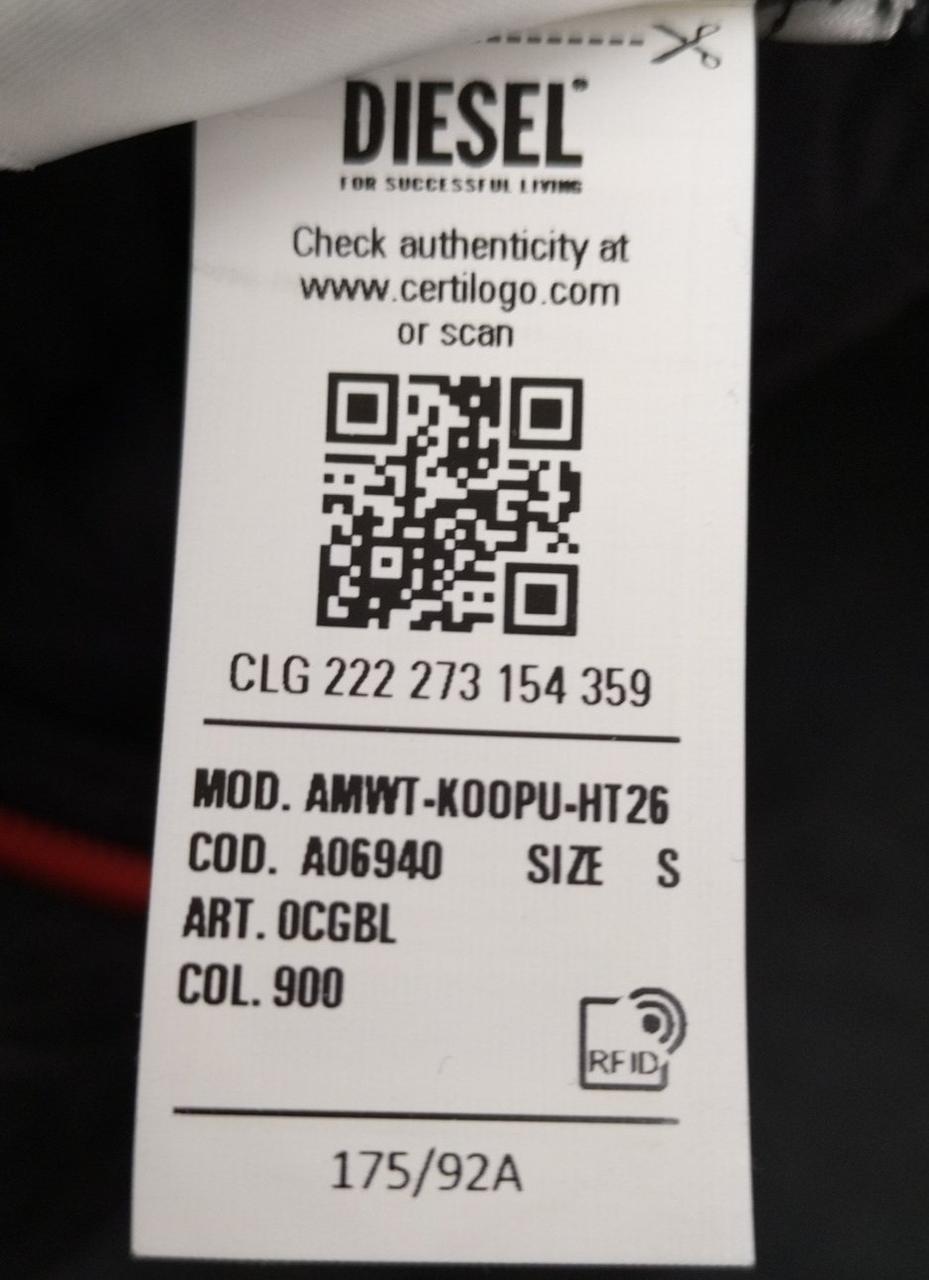 DIESEL®
FOR SUCCESSFUL LIVING
Check authenticity at
www.certilogo.com
or scan
CLG 222 273 154 359
MOD. AMWT-KOOPU-HT26
COD. A06940 SIZE S
ART. 0CGBL
COL. 900
RFID
175/92A